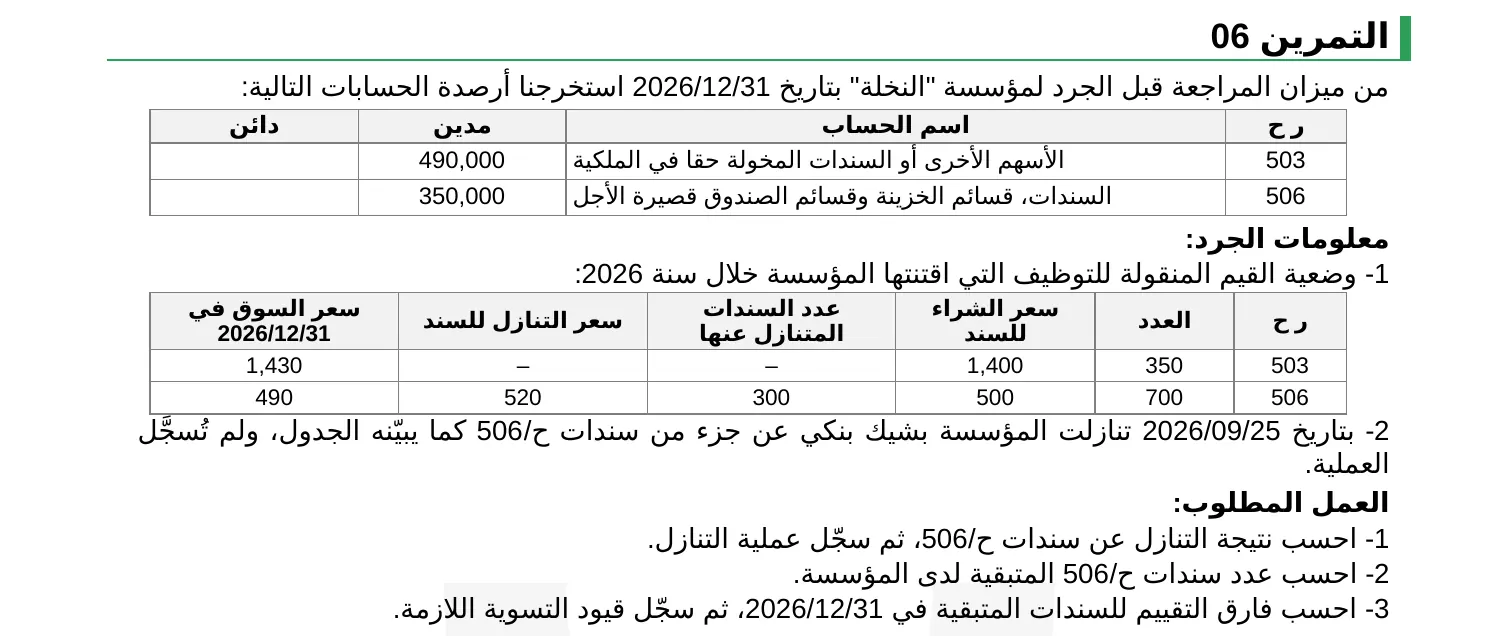 التمرين 06
من ميزان المراجعة قبل الجرد لمؤسسة "النخلة" بتاريخ 2026/12/31 استخرجنا أرصدة الحسابات التالية:
ر ح اسم الحساب مدين دائن
503 الأسهم الأخرى أو السندات المخولة حقا في الملكية 490,000
506 السندات، قسائم الخزينة وقسائم الصندوق قصيرة الأجل 350,000
معلومات الجرد:
1- وضعية القيم المنقولة للتوظيف التي اقتنتها المؤسسة خلال سنة 2026:
ر ح العدد سعر الشراء للسند عدد السندات المتنازل عنها سعر التنازل للسند سعر السوق في 2026/12/31
503 350 1,400 – – 1,430
506 700 500 300 520 490
2- بتاريخ 2026/09/25 تنازلت المؤسسة بشيك بنكي عن جزء من سندات ح/506 كما يبيّنه الجدول، ولم تُسجَّل
العملية.
العمل المطلوب:
1- احسب نتيجة التنازل عن سندات ح/506، ثم سجّل عملية التنازل.
2- احسب عدد سندات ح/506 المتبقية لدى المؤسسة.
3- احسب فارق التقييم للسندات المتبقية في 2026/12/31، ثم سجّل قيود التسوية اللازمة.